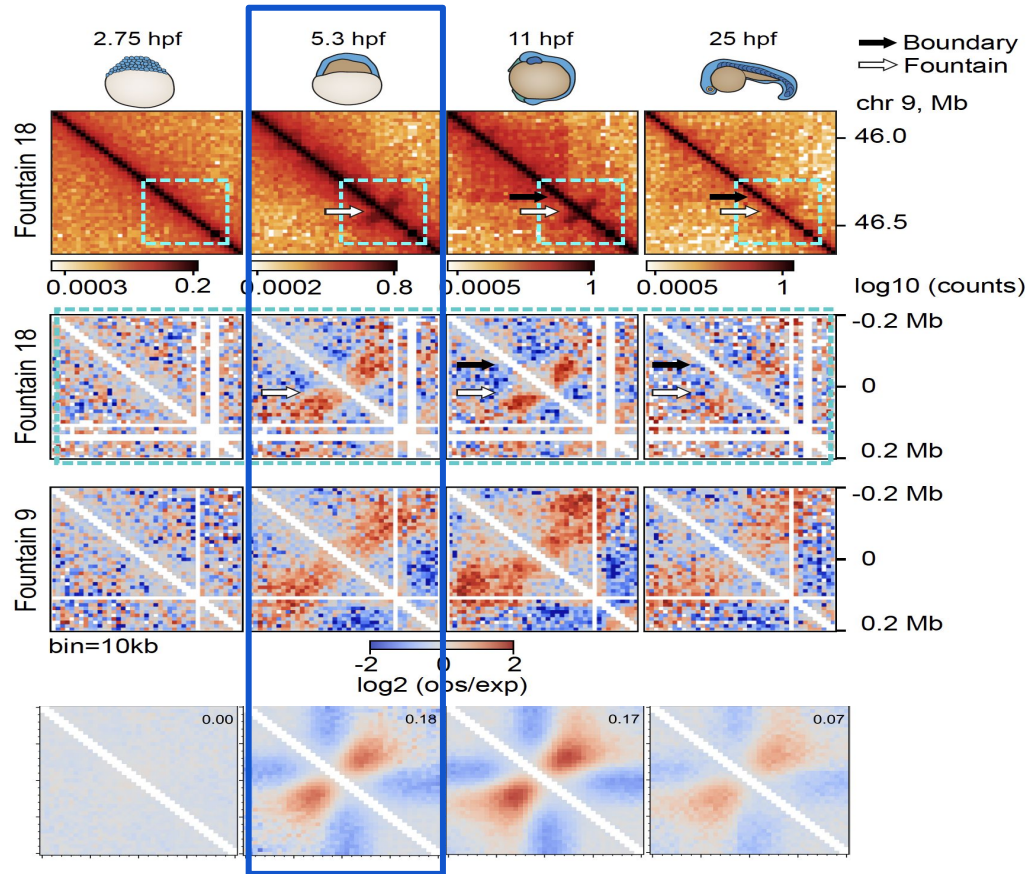 2.75 hpf 5.3 hpf 11 hpf 25 hpf
Boundary
Fountain
chr 9, Mb
Fountain 18
46.0
46.5
0.0003 0.2 0.0002 0.8 0.00005 1 0.00005 1 log10 (counts)
Fountain 18
-0.2 Mb
0
0.2 Mb
Fountain 9
-0.2 Mb
0
0.2 Mb
bin=10kb
-2 0 2
log2 (obs/exp)
0.00 0.18 0.17 0.07